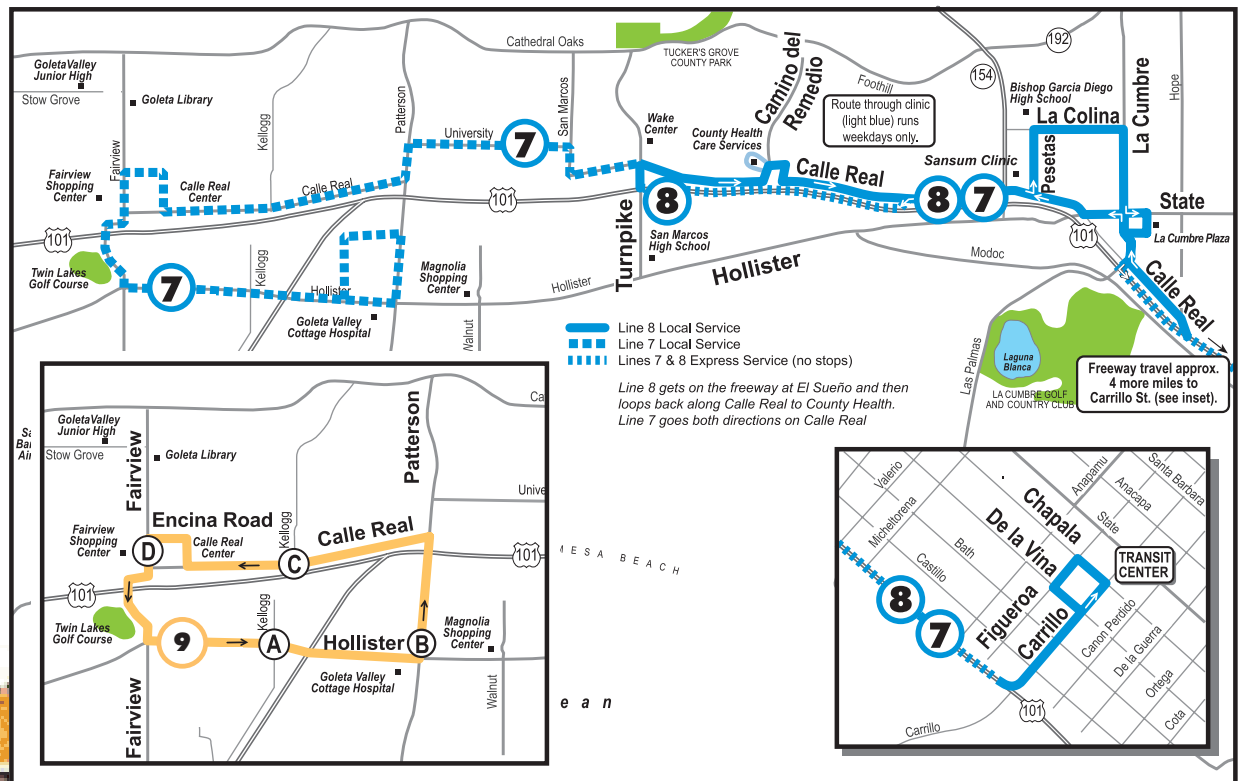 Cathedral Oaks
TUCKER'S GROVE
COUNTY PARK
192
154
GoletaValley
Junior High
Stow Grove
Goleta Library
Fairview
Kellogg
Patterson
University
7
San Marcos
Wake
Center
County Health
Care Services
Camino del
Remedio
Foothill
Route through clinic
(light blue) runs
weekdays only.
Bishop Garcia Diego
High School
La Colina
La Cumbre
Hope
Fairview
Shopping
Center
Calle Real
Center
Calle Real
101
101
8
San Marcos
High School
Turnpike
Calle Real
Sansum Clinic
8
7
Pesetas
State
La Cumbre Plaza
101
101
Twin Lakes
Golf Course
7
Kellogg
Hollister
Goleta Valley
Cottage Hospital
Magnolia
Shopping
Center
Walnut
Hollister
Hollister
Modoc
Calle Real
Las Palmas
Laguna
Blanca
LA CUMBRE GOLF
AND COUNTRY CLUB
Freeway travel approx.
4 more miles to
Carrillo St. (see inset).
Line 8 Local Service
Line 7 Local Service
Lines 7 & 8 Express Service (no stops)
Line 8 gets on the freeway at El Sueño and then
loops back along Calle Real to County Health.
Line 7 goes both directions on Calle Real
Sa
Ba
Air
GoletaValley
Junior High
Stow Grove
Goleta Library
Ca
Fairview
Patterson
Unive
Encina Road
Fairview
Shopping
Center
D
Calle Real
Center
Kellogg
C
Calle Real
101
101
Twin Lakes
Golf Course
9
Kellogg
A
Hollister
B
Magnolia
Shopping
Center
Goleta Valley
Cottage Hospital
Walnut
Fairview
MESA BEACH
ean
Valerio
Micheltorena
Castillo
Bath
De la Vina
Chapala
Anapamu
State
Anacapa
Santa Barbara
TRANSIT
CENTER
8
7
Figueroa
Carrillo
Canon Perdido
De la Guerra
Ortega
Cota
Carrillo
101